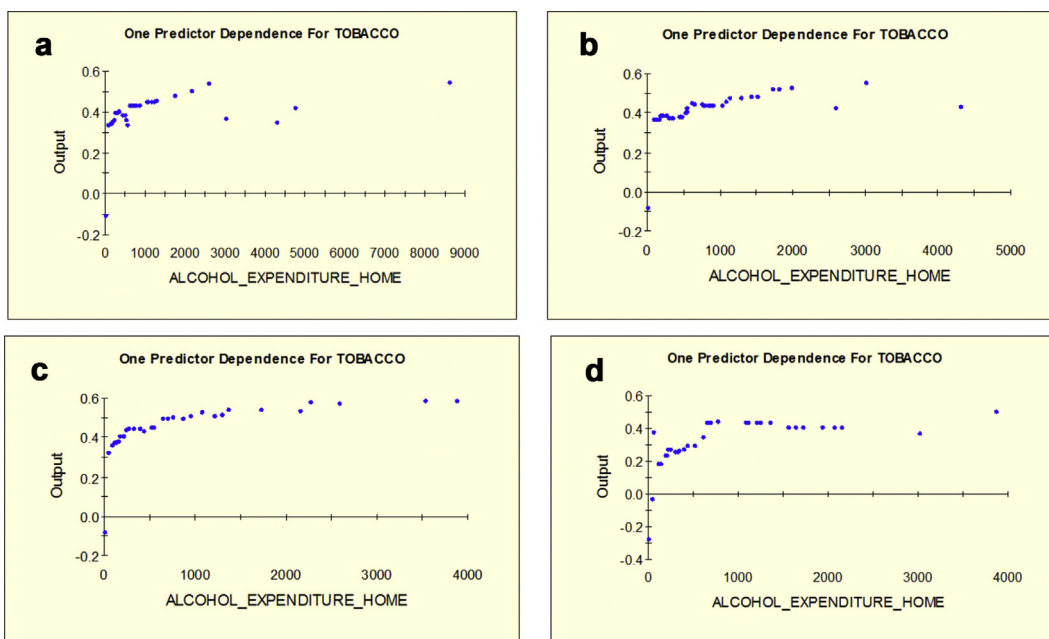 a
One Predictor Dependence For TOBACCO
0.6
0.4
0.2
0.0
-0.2
Output
0 1000 2000 3000 4000 5000 6000 7000 8000 9000
ALCOHOL_EXPENDITURE_HOME
b
One Predictor Dependence For TOBACCO
0.6
0.4
0.2
0.0
-0.2
Output
0 1000 2000 3000 4000 5000
ALCOHOL_EXPENDITURE_HOME
c
One Predictor Dependence For TOBACCO
0.6
0.4
0.2
0.0
-0.2
Output
0 1000 2000 3000 4000
ALCOHOL_EXPENDITURE_HOME
d
One Predictor Dependence For TOBACCO
0.6
0.4
0.2
0.0
-0.2
-0.4
Output
0 1000 2000 3000 4000
ALCOHOL_EXPENDITURE_HOME